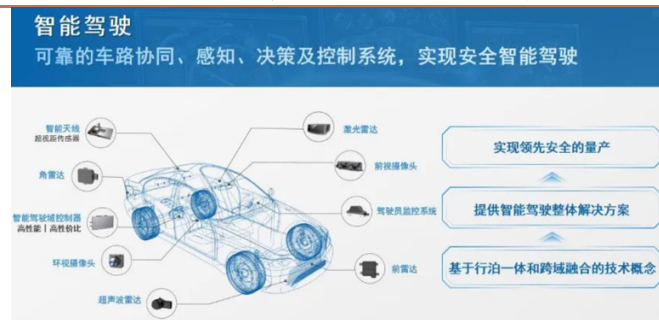 智能驾驶
可靠的车路协同、感知、决策及控制系统，实现安全智能驾驶
智能天线
超视距传感器
角雷达
智能驾驶域控制器
高性能丨高性价比
环视摄像头
超声波雷达
激光雷达
前视摄像头
驾驶员监控系统
前雷达
实现领先安全的量产
提供智能驾驶整体解决方案
基于行泊一体和跨域融合的技术概念